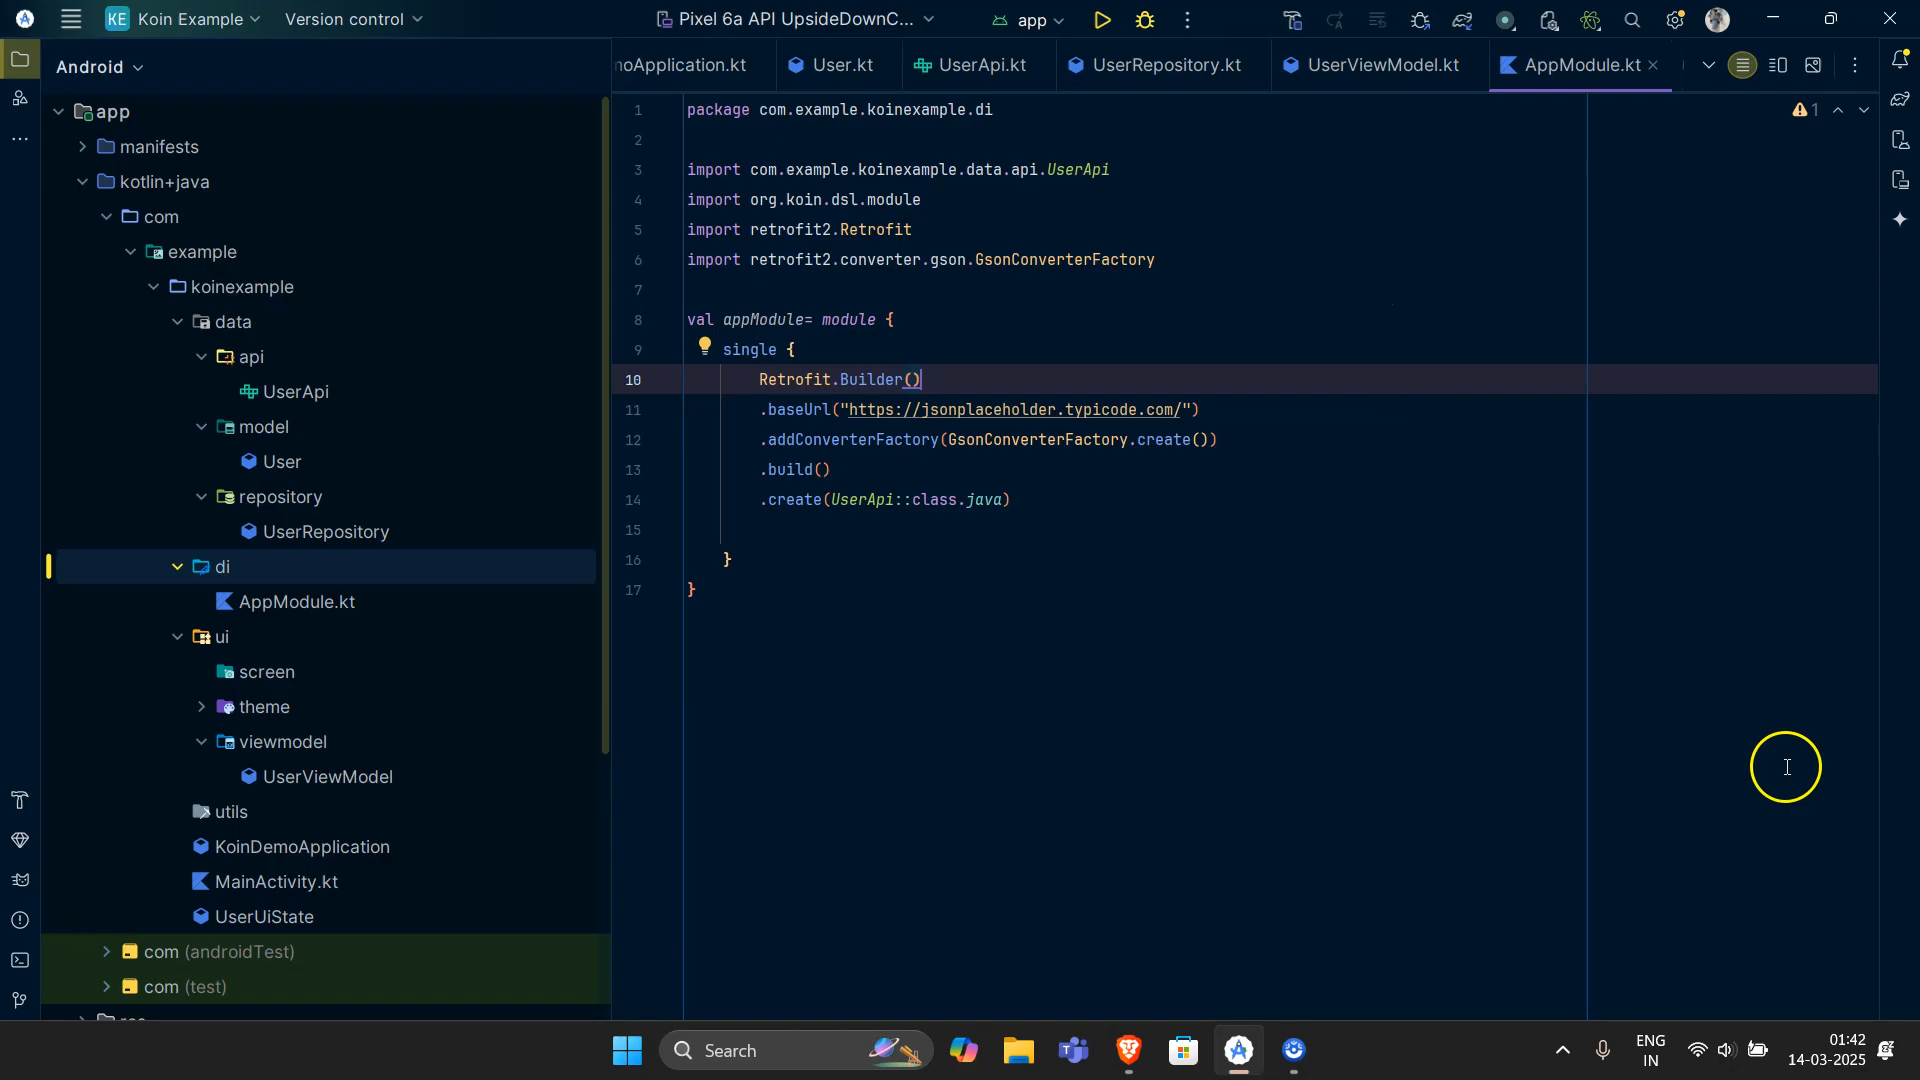 KE Koin Example Version control Pixel 6a API UpsideDownC... app
Android
noApplication.kt User.kt UserApi.kt UserRepository.kt UserViewModel.kt AppModule.kt
app
manifests
kotlin+java
com
example
koinexample
data
api
UserApi
model
User
repository
UserRepository
di
AppModule.kt
ui
screen
theme
viewmodel
UserViewModel
utils
KoinDemoApplication
MainActivity.kt
UserUiState
com (androidTest)
com (test)
1 package com.example.koinexample.di
1
2
3 import com.example.koinexample.data.api.UserApi
4 import org.koin.dsl.module
5 import retrofit2.Retrofit
6 import retrofit2.converter.gson.GsonConverterFactory
7
8 val appModule= module {
9 single {
10 Retrofit.Builder()
11 .baseUrl("https://jsonplaceholder.typicode.com/")
12 .addConverterFactory(GsonConverterFactory.create())
13 .build()
14 .create(UserApi::class.java)
15
16 }
17 }
Search
ENG
IN
01:42
14-03-2025